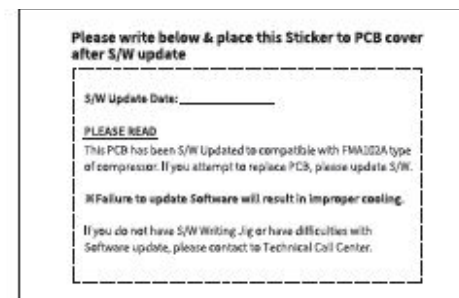 Please write below & place this Sticker to PCB cover
after S/W update
S/W Update Date:
PLEASE READ
This PCB has been S/W Updated to compatible with FMA102A type
of compressor. If you attempt to replace PCB, please update S/W.
※Failure to update Software will result in improper cooling.
If you do not have S/W Writing Jig or have difficulties with
Software update, please contact to Technical Call Center.